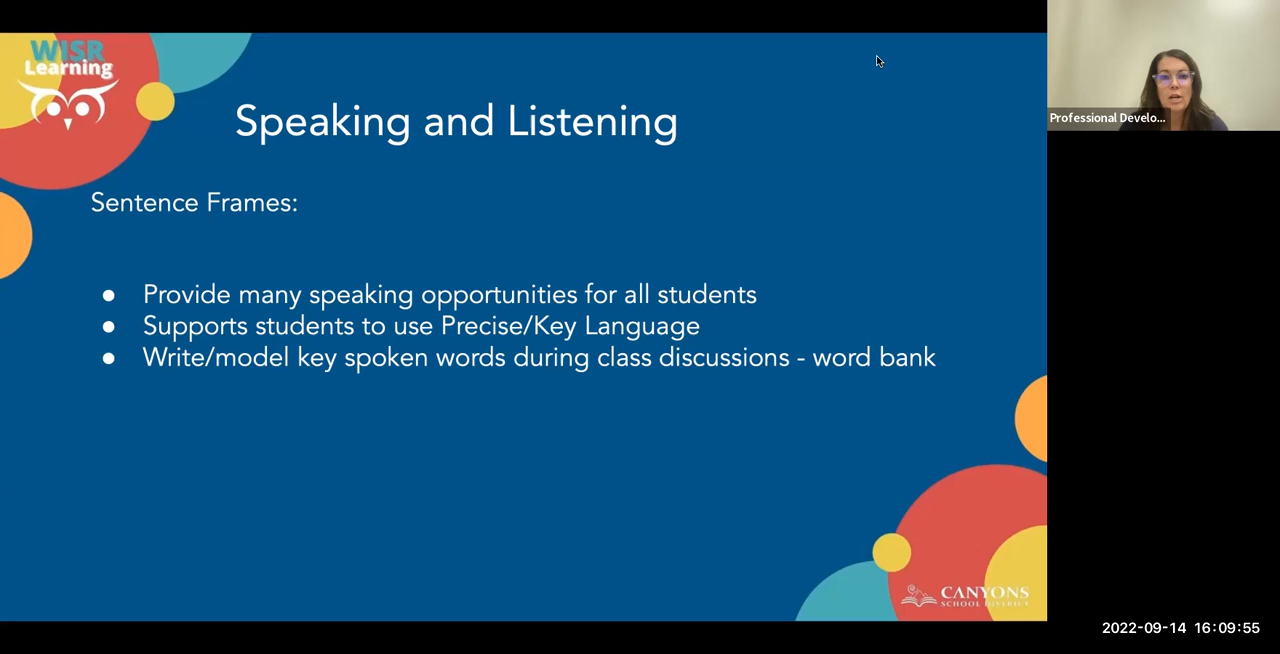 WISR
Learning
Speaking and Listening
Sentence Frames:
● Provide many speaking opportunities for all students
● Supports students to use Precise/Key Language
● Write/model key spoken words during class discussions - word bank
CANYONS
SCHOOL DISTRICT
Professional Develo...
2022-09-14 16:09:55